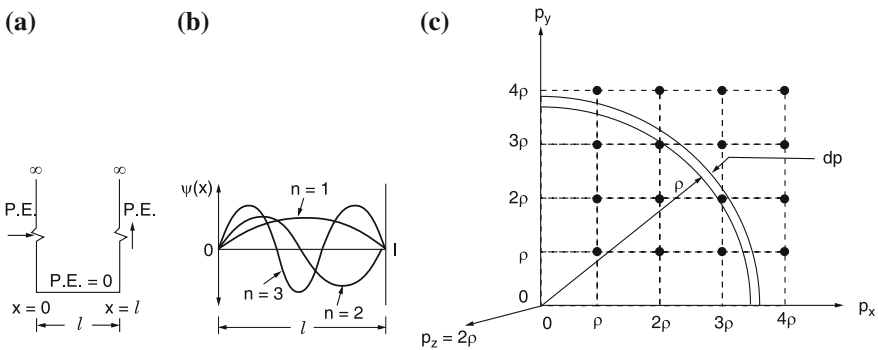 (a)
∞ ∞
P.E. P.E.
P.E. = 0
x = 0 x = l
l
(b)
ψ(x)
n = 1
0 l
n = 3 n = 2
l
(c)
p_y
4ρ
3ρ
dp
ρ
2ρ
ρ
0
0 ρ 2ρ 3ρ 4ρ p_x
p_z = 2ρ